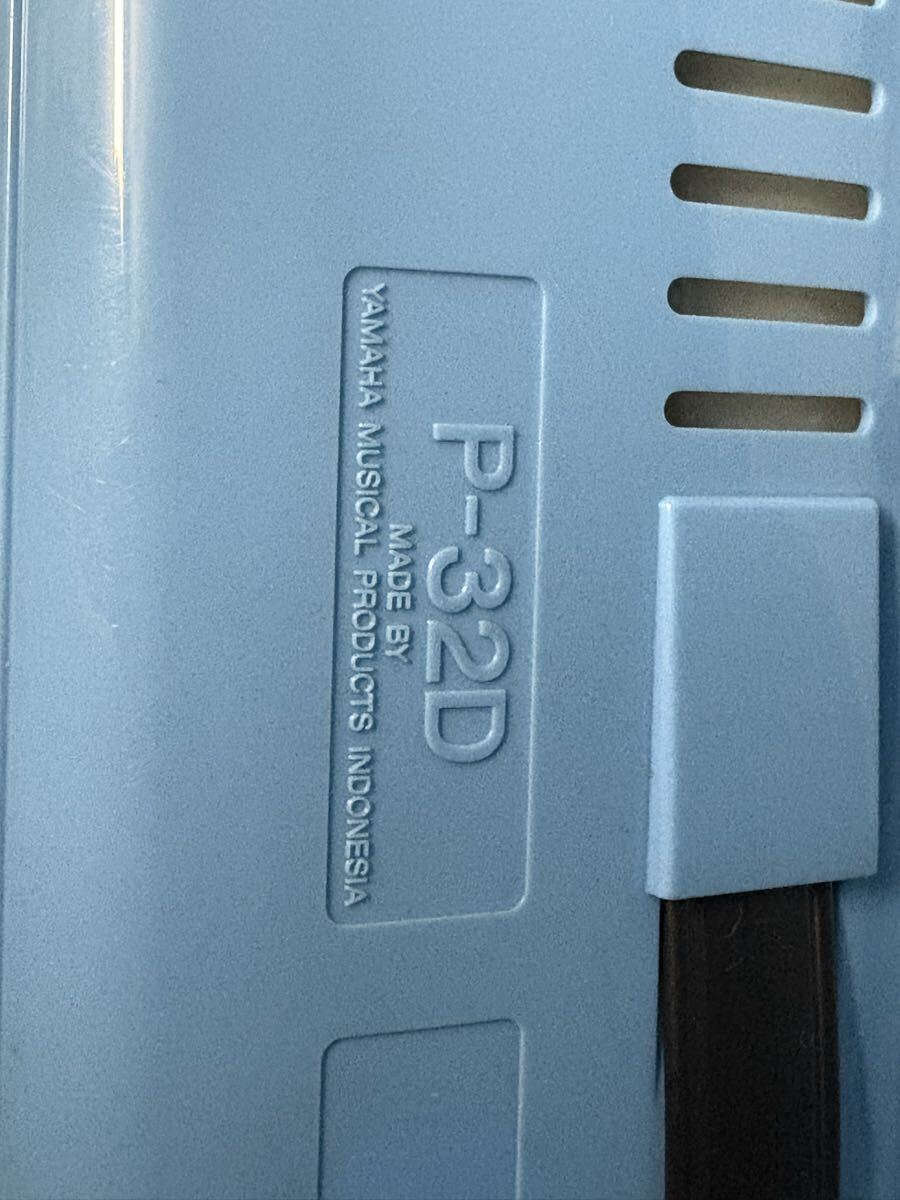 P-32D
MADE BY
YAMAHA MUSICAL PRODUCTS INDONESIA